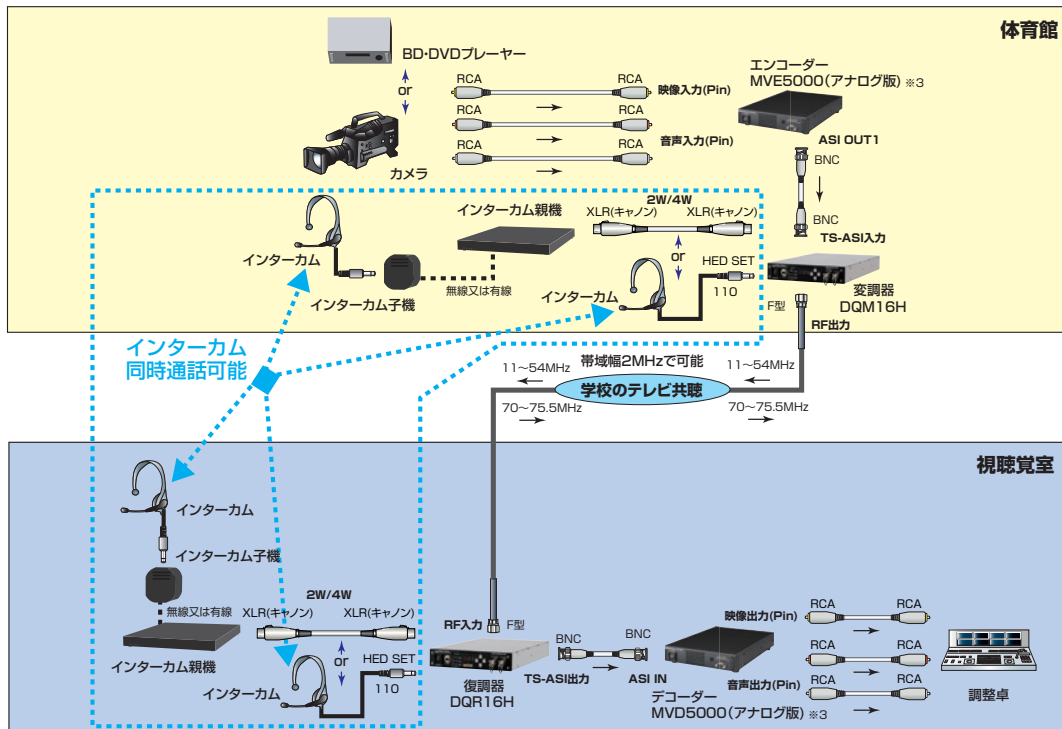 体育館
BD・DVDプレーヤー
or
カメラ
RCA
RCA
映像入力(Pin)
RCA
RCA
音声入力(Pin)
RCA
RCA
エンコーダー
MVE5000(アナログ版) ※3
ASI OUT1
BNC
BNC
TS-ASI入力
インターカム
インターカム子機
無線又は有線
インターカム親機
2W/4W
XLR(キャノン)
XLR(キャノン)
or
インターカム
HED SET
110
変調器
DQM16H
F型
RF出力
インターカム
同時通話可能
帯域幅2MHzで可能
11〜54MHz
11〜54MHz
学校のテレビ共聴
70〜75.5MHz
70〜75.5MHz
視聴覚室
インターカム
インターカム子機
無線又は有線
インターカム親機
2W/4W
XLR(キャノン)
XLR(キャノン)
or
インターカム
HED SET
110
RF入力
F型
復調器
DQR16H
BNC
BNC
TS-ASI出力
ASI IN
デコーダー
MVD5000(アナログ版) ※3
映像出力(Pin)
RCA
RCA
音声出力(Pin)
RCA
RCA
RCA
RCA
調整卓